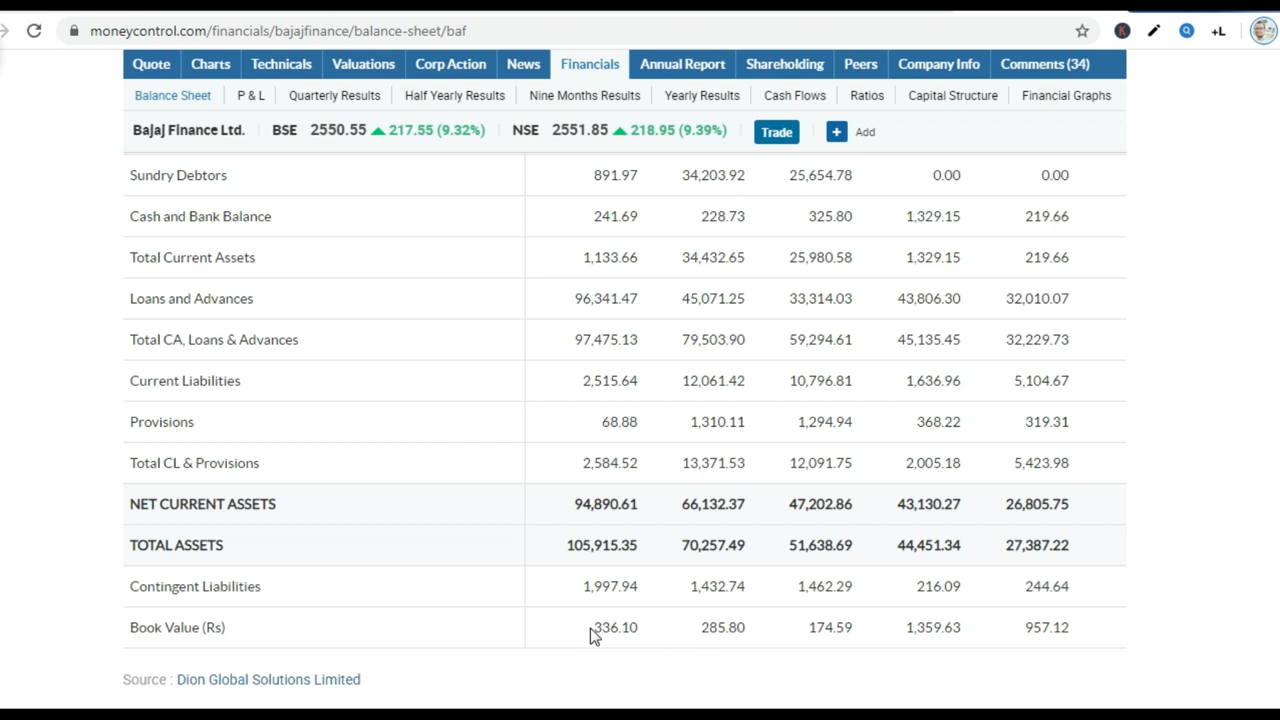 moneycontrol.com/financials/bajajfinance/balance-sheet/baf K +L
Quote Charts Technicals Valuations Corp Action News Financials Annual Report Shareholding Peers Company Info Comments (34)
Balance Sheet P & L Quarterly Results Half Yearly Results Nine Months Results Yearly Results Cash Flows Ratios Capital Structure Financial Graphs
Bajaj Finance Ltd. BSE 2550.55 217.55 (9.32%) NSE 2551.85 218.95 (9.39%) Trade + Add
Sundry Debtors 891.97 34,203.92 25,654.78 0.00 0.00
Cash and Bank Balance 241.69 228.73 325.80 1,329.15 219.66
Total Current Assets 1,133.66 34,432.65 25,980.58 1,329.15 219.66
Loans and Advances 96,341.47 45,071.25 33,314.03 43,806.30 32,010.07
Total CA, Loans & Advances 97,475.13 79,503.90 59,294.61 45,135.45 32,229.73
Current Liabilities 2,515.64 12,061.42 10,796.81 1,636.96 5,104.67
Provisions 68.88 1,310.11 1,294.94 368.22 319.31
Total CL & Provisions 2,584.52 13,371.53 12,091.75 2,005.18 5,423.98
NET CURRENT ASSETS 94,890.61 66,132.37 47,202.86 43,130.27 26,805.75
TOTAL ASSETS 105,915.35 70,257.49 51,638.69 44,451.34 27,387.22
Contingent Liabilities 1,997.94 1,432.74 1,462.29 216.09 244.64
Book Value (Rs) 336.10 285.80 174.59 1,359.63 957.12
Source : Dion Global Solutions Limited